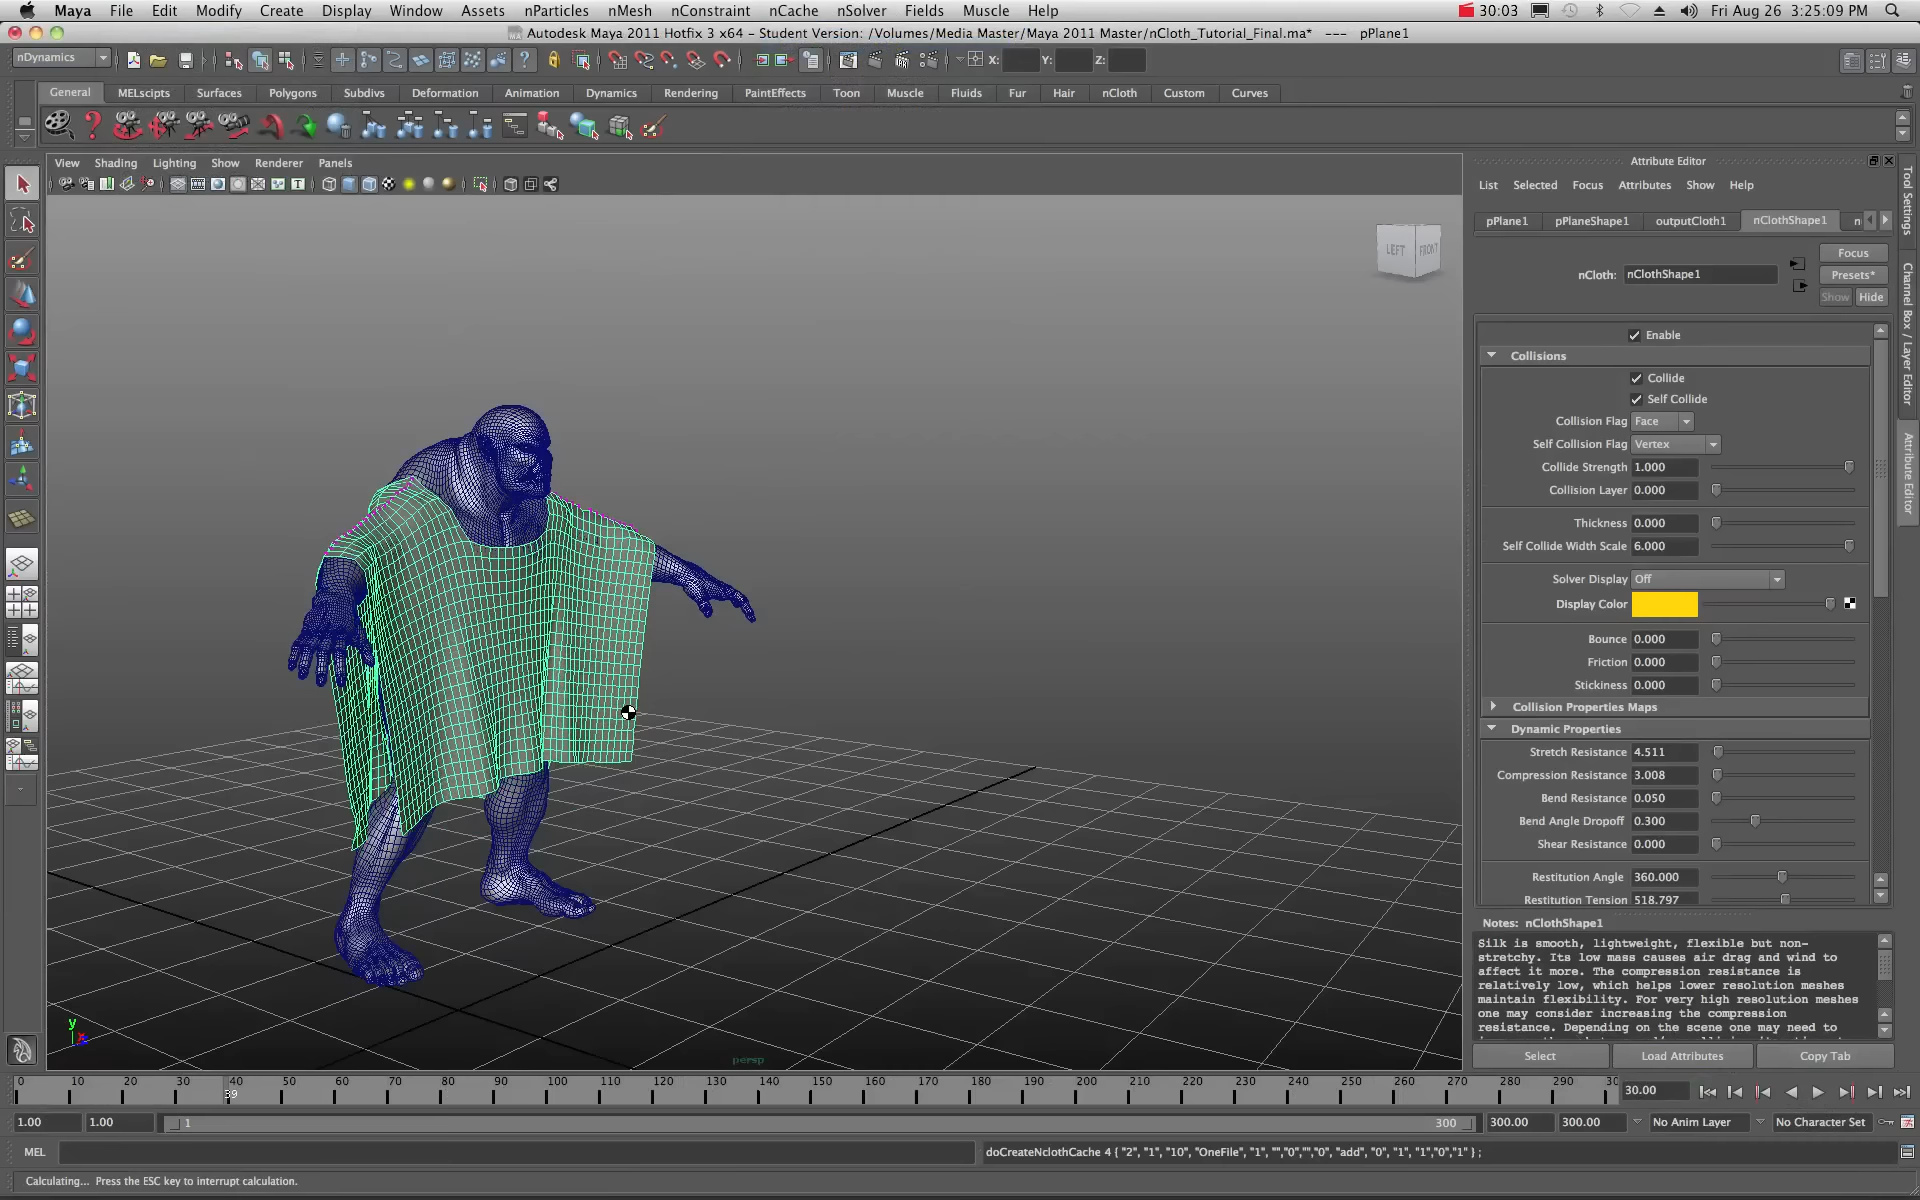 Maya File Edit Modify Create Display Window Assets nParticles nMesh nConstraint nCache nSolver Fields Muscle Help 30:03 Fri Aug 26 3:25:09 PM
Autodesk Maya 2011 Hotfix 3 x64 - Student Version: /Volumes/Media Master/Maya 2011 Master/nCloth_Tutorial_Final.ma* --- pPlane1
nDynamics X: Y: Z:
General MELscipts Surfaces Polygons Subdivs Deformation Animation Dynamics Rendering PaintEffects Toon Muscle Fluids Fur Hair nCloth Custom Curves
View Shading Lighting Show Renderer Panels
Attribute Editor
List Selected Focus Attributes Show Help
pPlane1 pPlaneShape1 outputCloth1 nClothShape1 n
Focus
nCloth: nClothShape1 Presets*
Show Hide
LEFT FRONT
Enable
Collisions
Collide
Self Collide
Collision Flag Face
Self Collision Flag Vertex
Collide Strength 1.000
Collision Layer 0.000
Thickness 0.000
Self Collide Width Scale 6.000
Solver Display Off
Display Color
Bounce 0.000
Friction 0.000
Stickiness 0.000
Collision Properties Maps
Dynamic Properties
Stretch Resistance 4.511
Compression Resistance 3.008
Bend Resistance 0.050
Bend Angle Dropoff 0.300
Shear Resistance 0.000
Restitution Angle 360.000
Restitution Tension 518.797
Notes: nClothShape1
Silk is smooth, lightweight, flexible but non-
stretchy. Its low mass causes air drag and wind to
affect it more. The compression resistance is
relatively low, which helps lower resolution meshes
maintain flexibility. For very high resolution meshes
one may consider increasing the compression
resistance. Depending on the scene one may need to
Select Load Attributes Copy Tab
Tool Settings
Channel Box / Layer Editor
Attribute Editor
y
x
persp
0 10 20 30 40 50 60 70 80 90 100 110 120 130 140 150 160 170 180 190 200 210 220 230 240 250 260 270 280 290 30
39
30.00
1.00 1.00 1 300 300.00 300.00 No Anim Layer No Character Set
MEL doCreateNclothCache 4 { "2", "1", "10", "OneFile", "1", "","0","","0", "add", "0", "1", "1","0","1" } ;
Calculating... Press the ESC key to interrupt calculation.